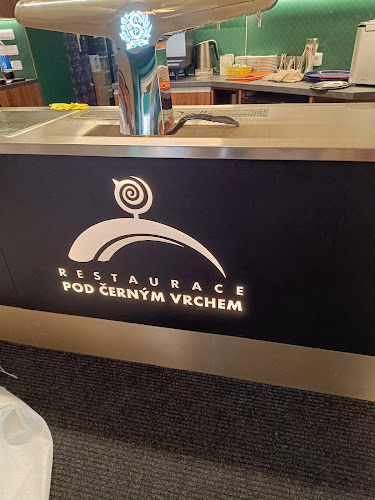 S
RESTAURACE
POD ČERNÝM VRCHEM